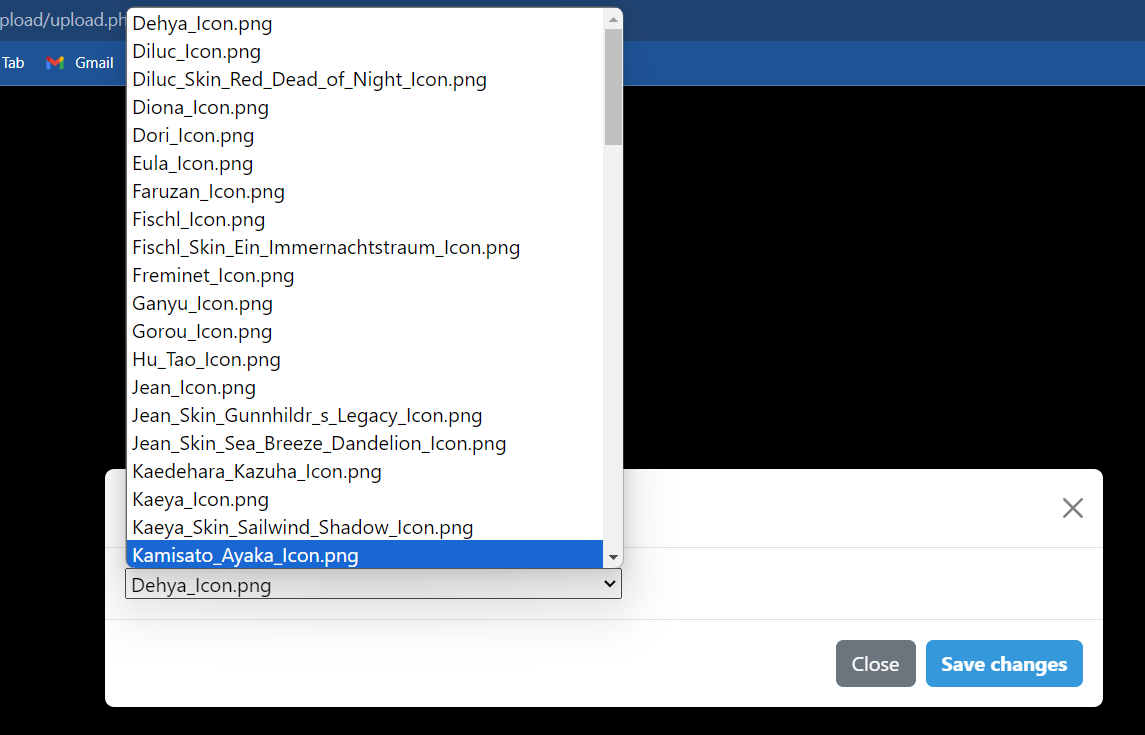 pload/upload.ph
Tab
Gmail
Dehya_Icon.png
Diluc_Icon.png
Diluc_Skin_Red_Dead_of_Night_Icon.png
Diona_Icon.png
Dori_Icon.png
Eula_Icon.png
Faruzan_Icon.png
Fischl_Icon.png
Fischl_Skin_Ein_Immernachtstraum_Icon.png
Freminet_Icon.png
Ganyu_Icon.png
Gorou_Icon.png
Hu_Tao_Icon.png
Jean_Icon.png
Jean_Skin_Gunnhildr_s_Legacy_Icon.png
Jean_Skin_Sea_Breeze_Dandelion_Icon.png
Kaedehara_Kazuha_Icon.png
Kaeya_Icon.png
Kaeya_Skin_Sailwind_Shadow_Icon.png
Kamisato_Ayaka_Icon.png
Dehya_Icon.png
Close
Save changes